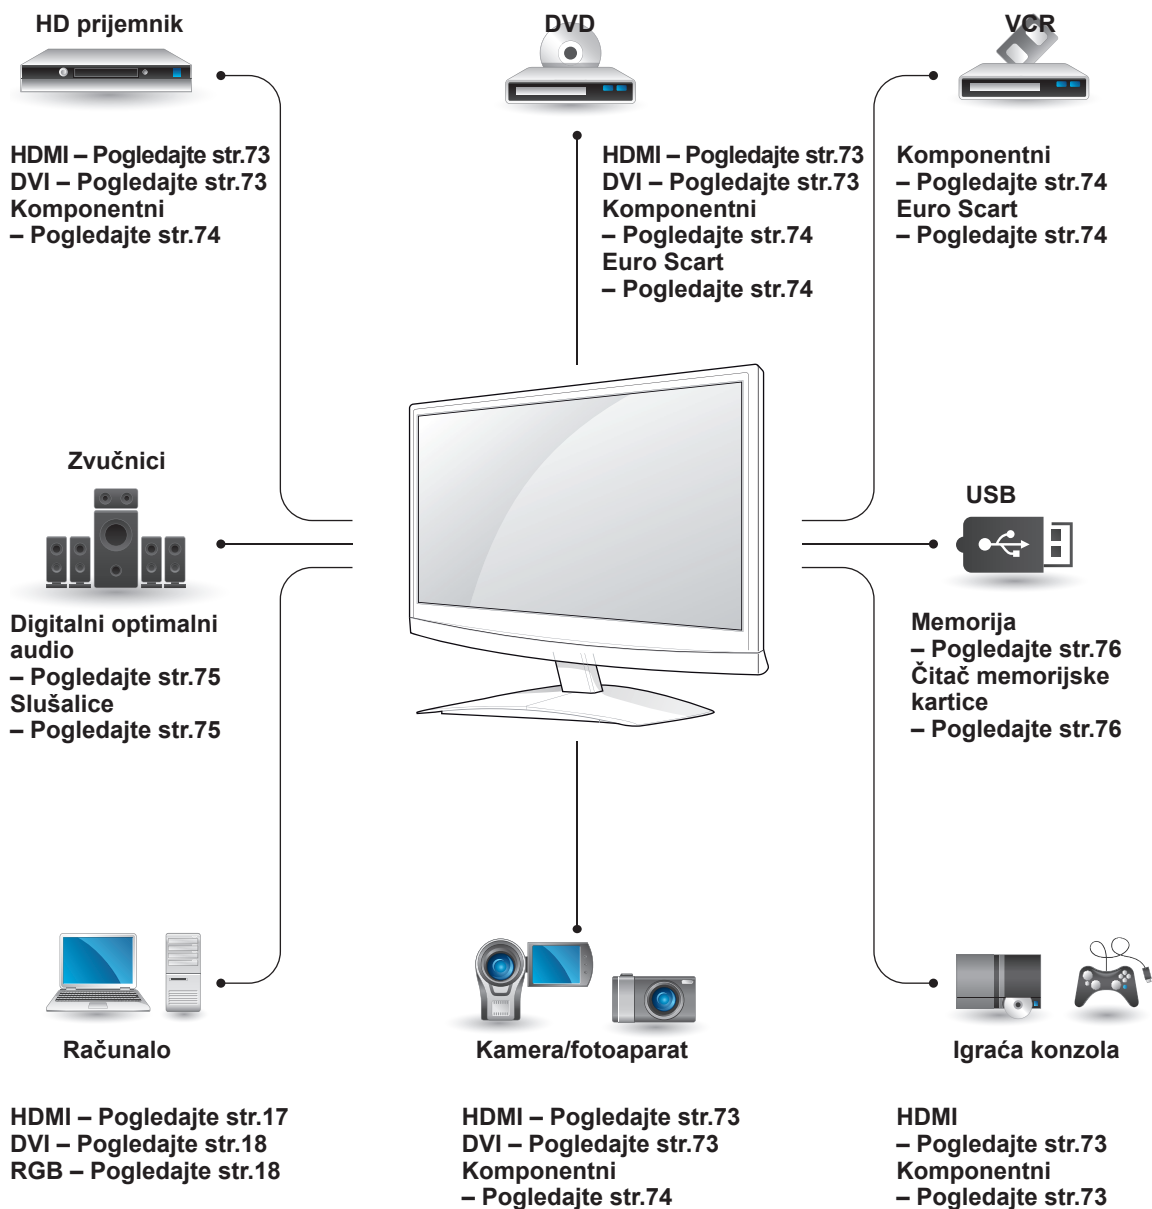 HD prijemnik
HDMI – Pogledajte str.73
DVI – Pogledajte str.73
Komponentni
– Pogledajte str.74
DVD
HDMI – Pogledajte str.73
DVI – Pogledajte str.73
Komponentni
– Pogledajte str.74
Euro Scart
– Pogledajte str.74
VCR
Komponentni
– Pogledajte str.74
Euro Scart
– Pogledajte str.74
Zvučnici
Digitalni optimalni
audio
– Pogledajte str.75
Slušalice
– Pogledajte str.75
USB
Memorija
– Pogledajte str.76
Čitač memorijske
kartice
– Pogledajte str.76
Računalo
HDMI – Pogledajte str.17
DVI – Pogledajte str.18
RGB – Pogledajte str.18
Kamera/fotoaparat
HDMI – Pogledajte str.73
DVI – Pogledajte str.73
Komponentni
– Pogledajte str.74
Igraća konzola
HDMI
– Pogledajte str.73
Komponentni
– Pogledajte str.73